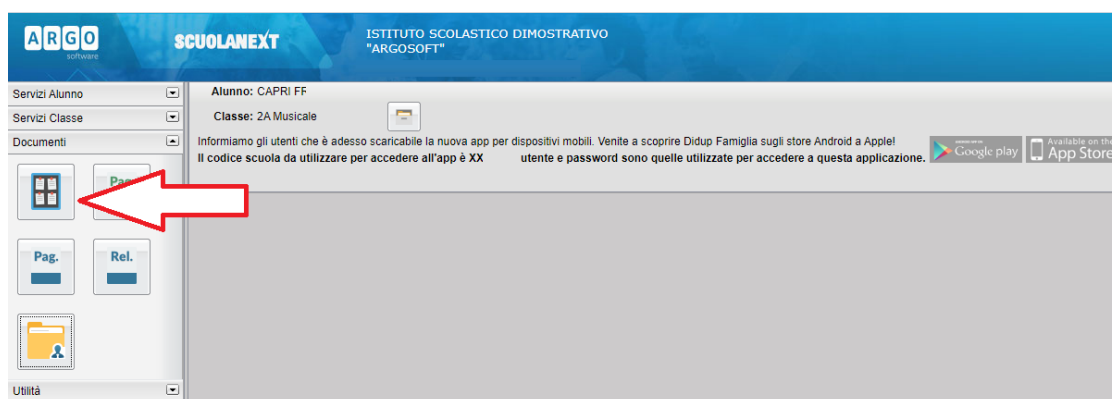 ARGO
software
SCUOLANEXT
ISTITUTO SCOLASTICO DIMOSTRATIVO
"ARGOSOFT"
Servizi Alunno
Servizi Classe
Documenti
Alunno: CAPRI FF
Classe: 2A Musicale
Informiamo gli utenti che è adesso scaricabile la nuova app per dispositivi mobili. Venite a scoprire Didup Famiglia sugli store Android a Apple!
Il codice scuola da utilizzare per accedere all'app è XX utente e password sono quelle utilizzate per accedere a questa applicazione.
Google play
Available on the
App Store
Pag.
Rel.
Utilità